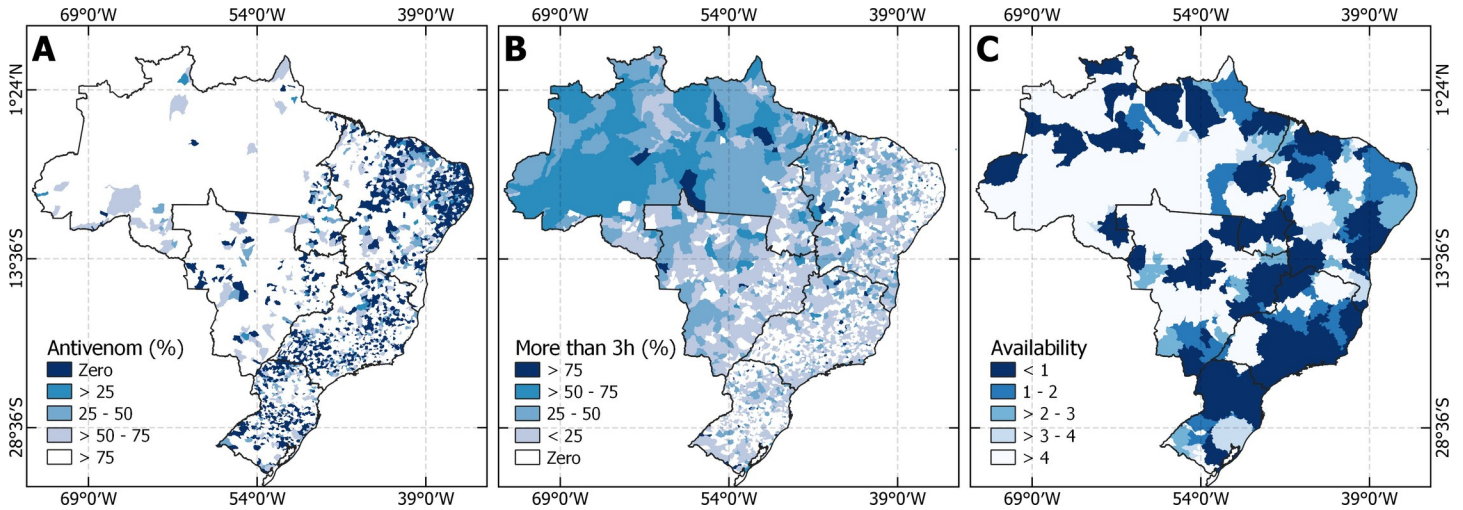 69°0′W 54°0′W 39°0′W 69°0′W 54°0′W 39°0′W 69°0′W 54°0′W 39°0′W
A B C
1°24′N 1°24′N
13°36′S 13°36′S
28°36′S 28°36′S
Antivenom (%)
Zero
> 25
25 - 50
> 50 - 75
> 75
More than 3h (%)
> 75
> 50 - 75
25 - 50
< 25
Zero
Availability
< 1
1 - 2
> 2 - 3
> 3 - 4
> 4
69°0′W 54°0′W 39°0′W 69°0′W 54°0′W 39°0′W 69°0′W 54°0′W 39°0′W